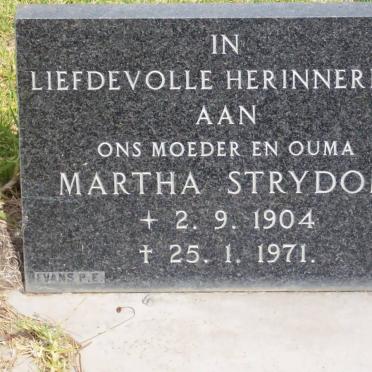 IN
LIEFDEVOLLE HERINNER
AAN
ONS MOEDER EN OUMA
MARTHA STRYDO
+ 2. 9. 1904
† 25. 1. 1971.
EVANS P.E.